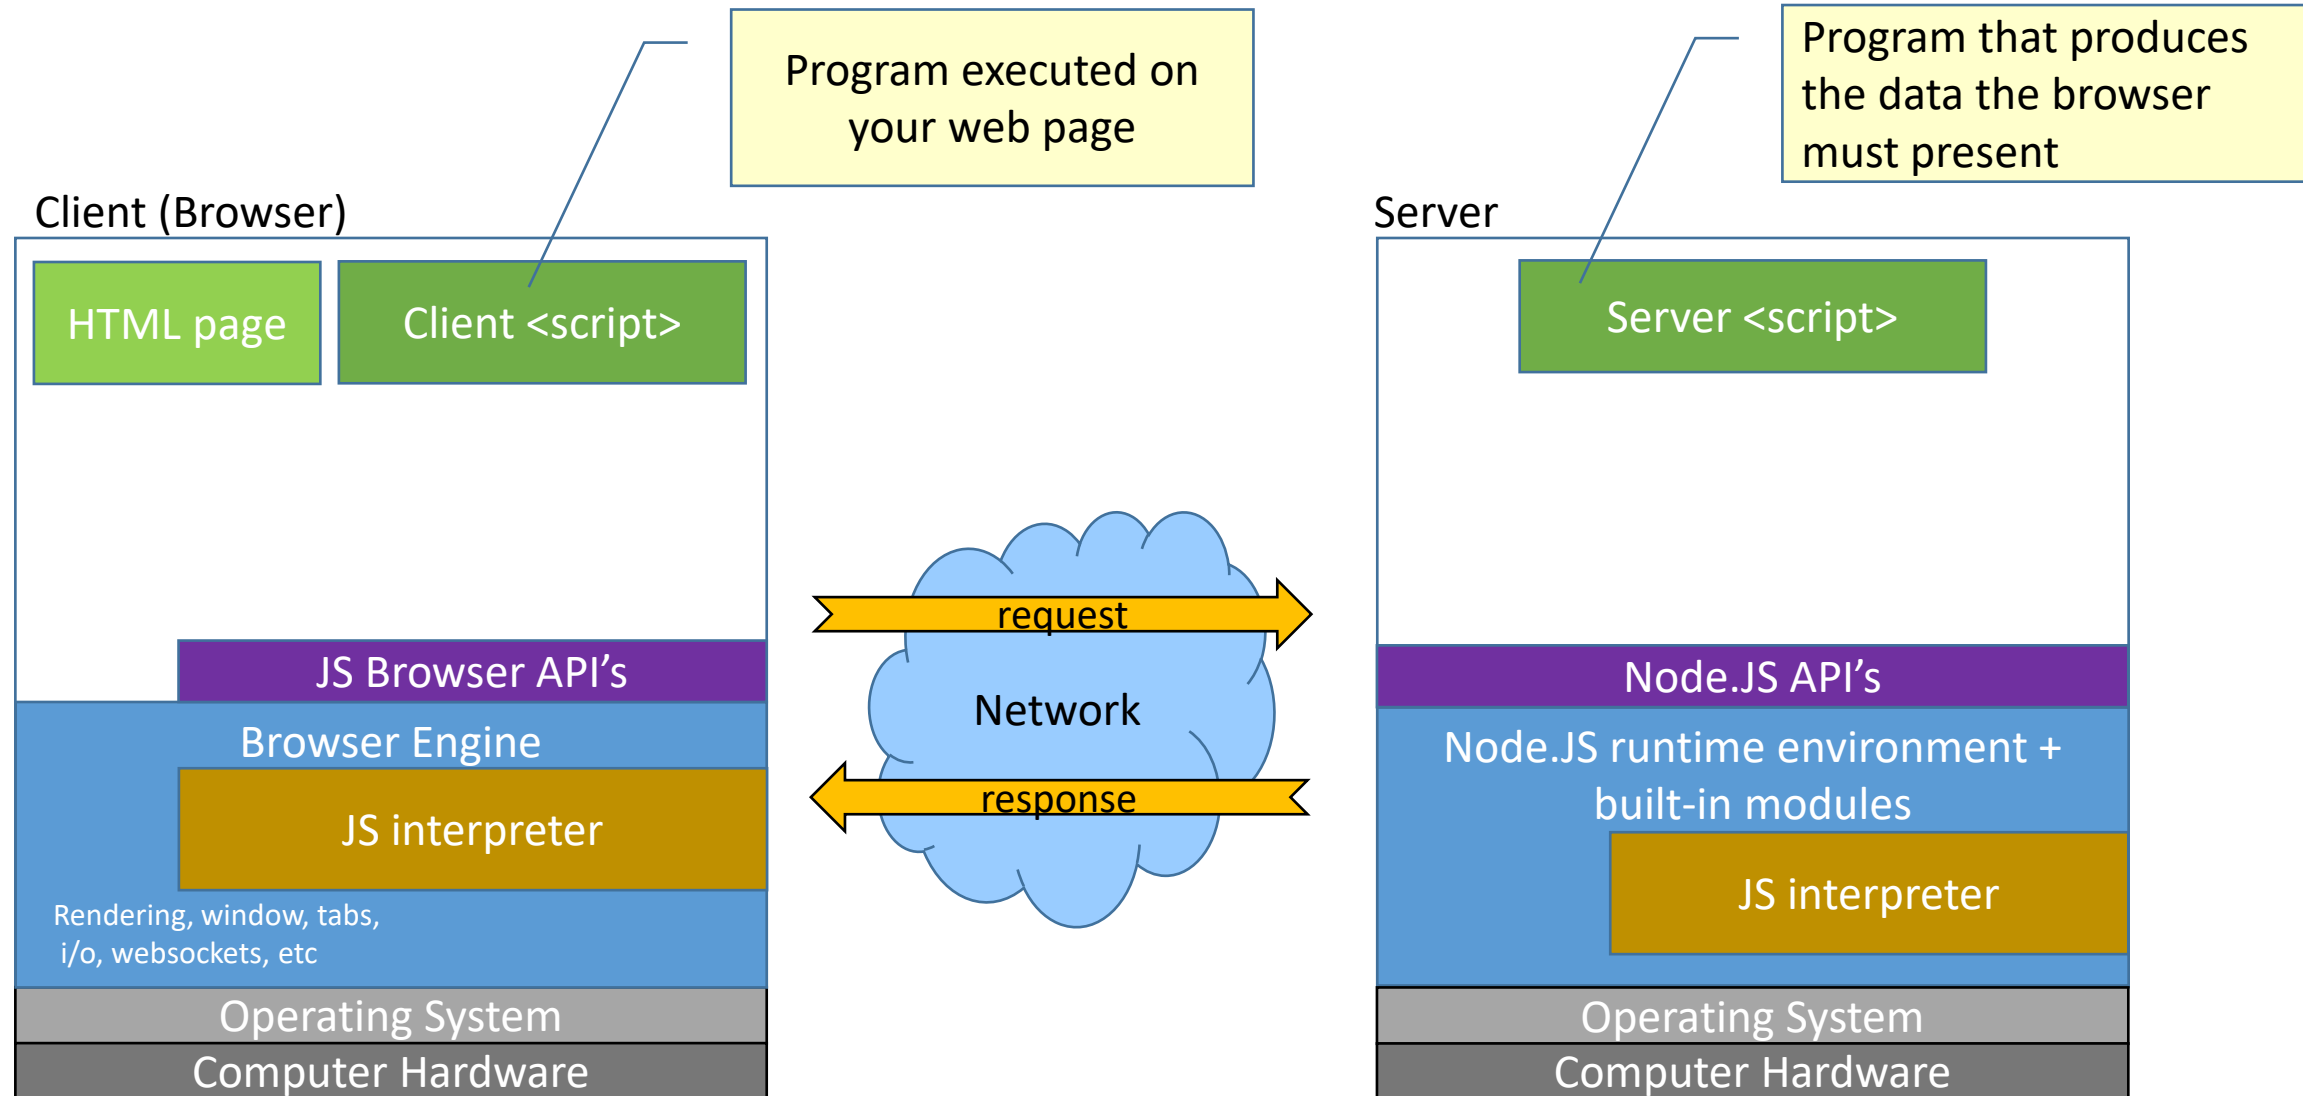 Program executed on
your web page
Program that produces
the data the browser
must present
Client (Browser)
HTML page
Client <script>
JS Browser API’s
Browser Engine
JS interpreter
Rendering, window, tabs,
i/o, websockets, etc
Operating System
Computer Hardware
request
Network
response
Server
Server <script>
Node.JS API’s
Node.JS runtime environment +
built-in modules
JS interpreter
Operating System
Computer Hardware